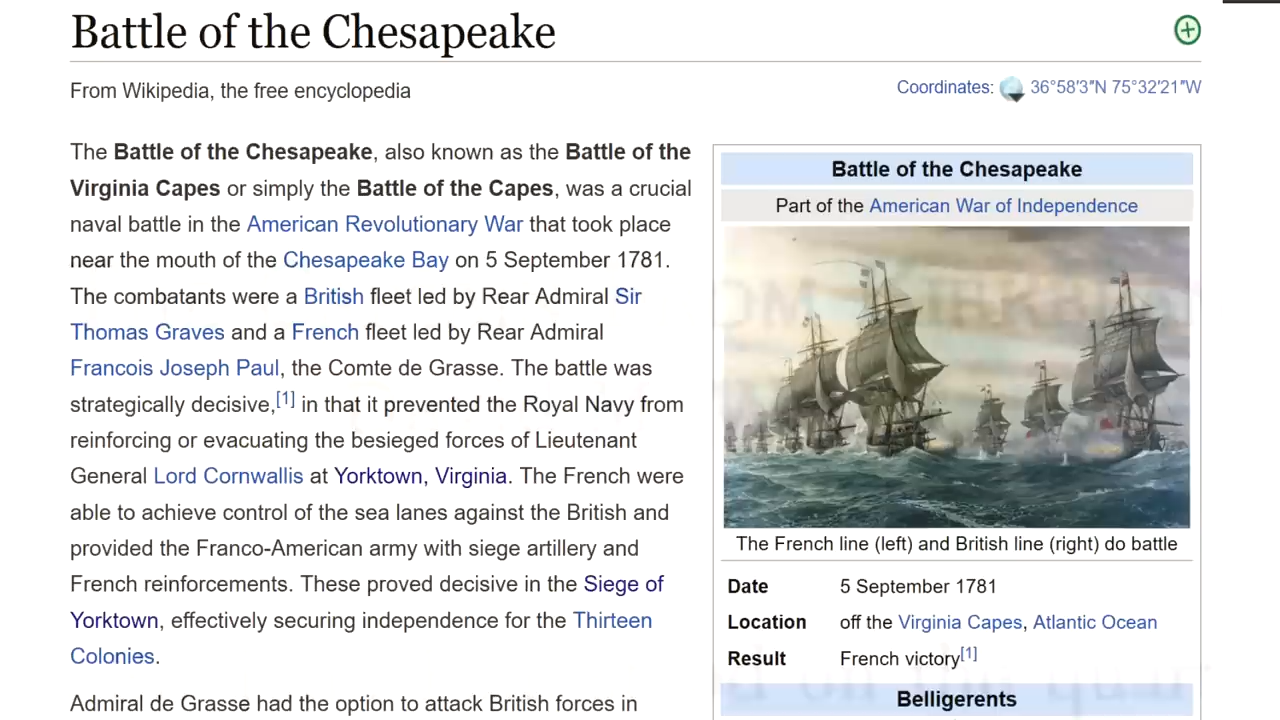 Battle of the Chesapeake
From Wikipedia, the free encyclopedia
Coordinates: 36°58′3″N 75°32′21″W
The Battle of the Chesapeake, also known as the Battle of the
Virginia Capes or simply the Battle of the Capes, was a crucial
naval battle in the American Revolutionary War that took place
near the mouth of the Chesapeake Bay on 5 September 1781.
The combatants were a British fleet led by Rear Admiral Sir
Thomas Graves and a French fleet led by Rear Admiral
Francois Joseph Paul, the Comte de Grasse. The battle was
strategically decisive,[1] in that it prevented the Royal Navy from
reinforcing or evacuating the besieged forces of Lieutenant
General Lord Cornwallis at Yorktown, Virginia. The French were
able to achieve control of the sea lanes against the British and
provided the Franco-American army with siege artillery and
French reinforcements. These proved decisive in the Siege of
Yorktown, effectively securing independence for the Thirteen
Colonies.
Admiral de Grasse had the option to attack British forces in
Battle of the Chesapeake
Part of the American War of Independence
The French line (left) and British line (right) do battle
Date 5 September 1781
Location off the Virginia Capes, Atlantic Ocean
Result French victory[1]
Belligerents